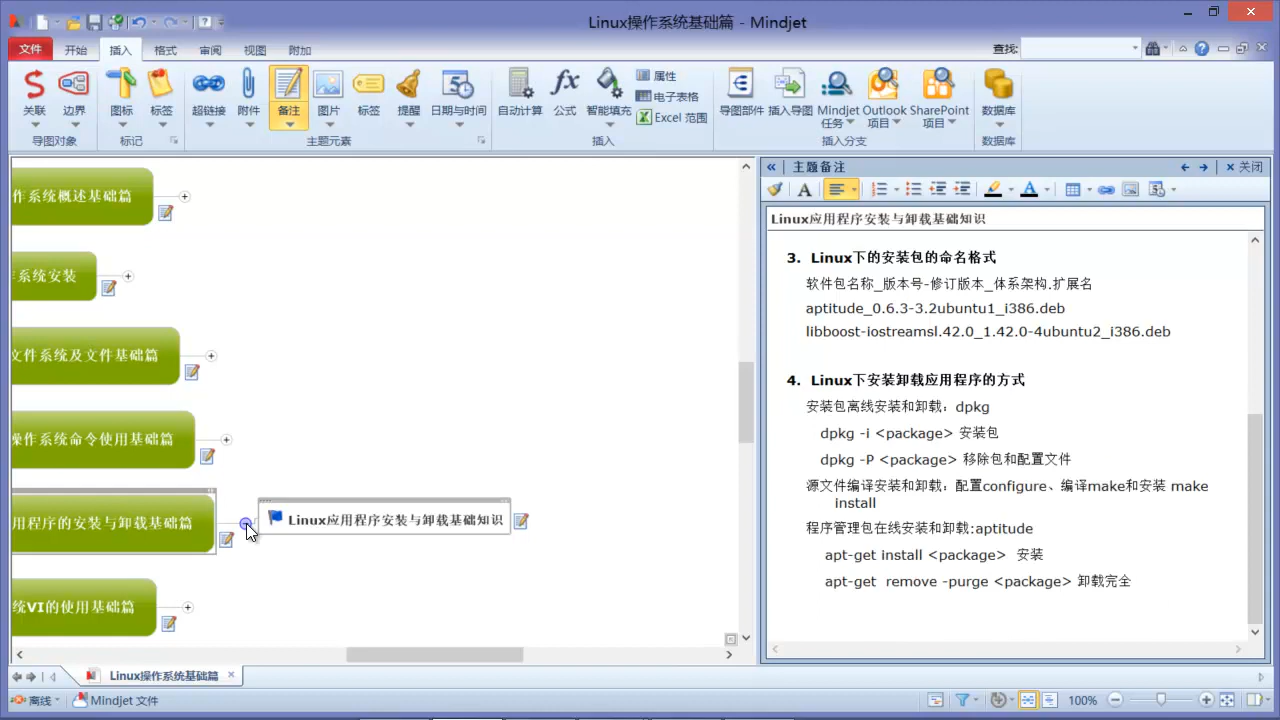 Linux操作系统基础篇 - Mindjet
文件 开始 插入 格式 审阅 视图 附加
查找:
关联 边界 图标 标签 超链接 附件 备注 图片 标签 提醒 日期与时间 自动计算 公式 智能填充 属性 电子表格 Excel 范围 导图部件 插入导图 Mindjet 任务 Outlook 项目 SharePoint 项目 数据库
导图对象 标记 主题元素 插入 插入分支 数据库
作系统概述基础篇
系统安装
文件系统及文件基础篇
操作系统命令使用基础篇
用程序的安装与卸载基础篇
Linux应用程序安装与卸载基础知识
统VI的使用基础篇
主题备注
关闭
Linux应用程序安装与卸载基础知识
3. Linux下的安装包的命名格式
软件包名称_版本号-修订版本_体系架构.扩展名
aptitude_0.6.3-3.2ubuntu1_i386.deb
libboost-iostreamsl.42.0_1.42.0-4ubuntu2_i386.deb
4. Linux下安装卸载应用程序的方式
安装包离线安装和卸载：dpkg
dpkg -i <package> 安装包
dpkg -P <package> 移除包和配置文件
源文件编译安装和卸载：配置configure、编译make和安装 make
install
程序管理包在线安装和卸载:aptitude
apt-get install <package> 安装
apt-get remove -purge <package> 卸载完全
Linux操作系统基础篇
离线 Mindjet 文件
100%